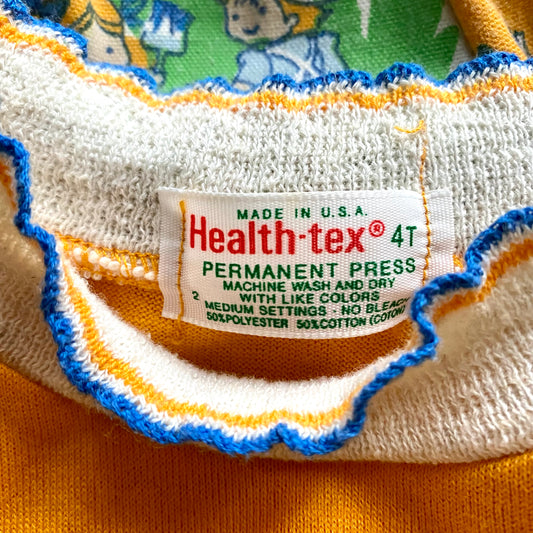 MADE IN U.S.A.
Health-tex® 4T
PERMANENT PRESS
MACHINE WASH AND DRY
WITH LIKE COLORS
2 MEDIUM SETTINGS - NO BLEACH
50%POLYESTER 50%COTTON (COTON)